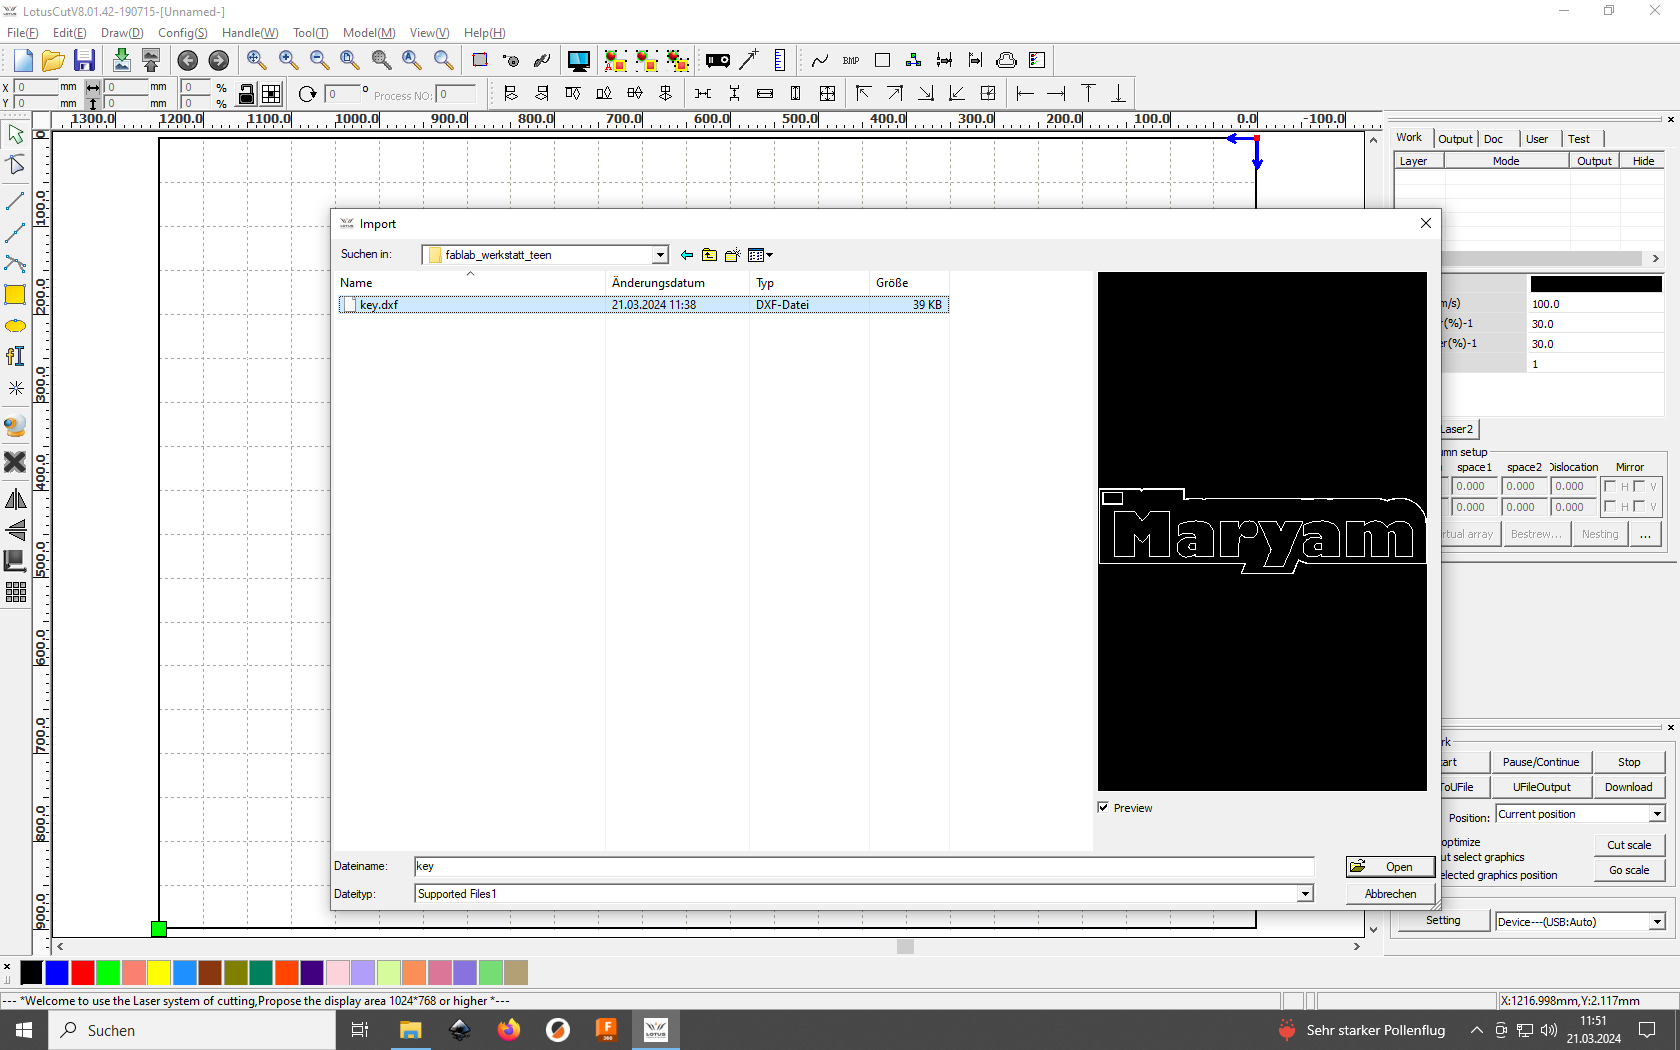 LotusCutV8.01.42-190715-[Unnamed-]
File(F) Edit(E) Draw(D) Config(S) Handle(W) Tool(T) Model(M) View(V) Help(H)
BMP
X 0 mm 0 mm 0 %
Y 0 mm 0 mm 0 %
0 ° Process NO: 0
1300.0 1200.0 1100.0 1000.0 900.0 800.0 700.0 600.0 500.0 400.0 300.0 200.0 100.0 0.0 -100.0
0
100.0
200.0
300.0
400.0
500.0
600.0
700.0
800.0
900.0
Work Output Doc User Test
Layer Mode Output Hide
Import
Suchen in: fablab_werkstatt_teen
Name Änderungsdatum Typ Größe
key.dxf 21.03.2024 11:38 DXF-Datei 39 KB
Maryam
Preview
Dateiname: key Open
Dateityp: Supported Files1 Abbrechen
m/s) 100.0
r(%)-1 30.0
er(%)-1 30.0
1
Laser2
mn setup
space1 space2 Dislocation Mirror
0.000 0.000 0.000 H V
0.000 0.000 0.000 H V
rtual array Bestrew... Nesting ...
rk
art Pause/Continue Stop
ToUFile UFileOutput Download
Position: Current position
optimize
ut select graphics Cut scale
elected graphics position Go scale
Setting Device---(USB:Auto)
--- *Welcome to use the Laser system of cutting,Propose the display area 1024*768 or higher *---
X:1216.998mm,Y:2.117mm
Suchen
LOTUS
Sehr starker Pollenflug
11:51
21.03.2024